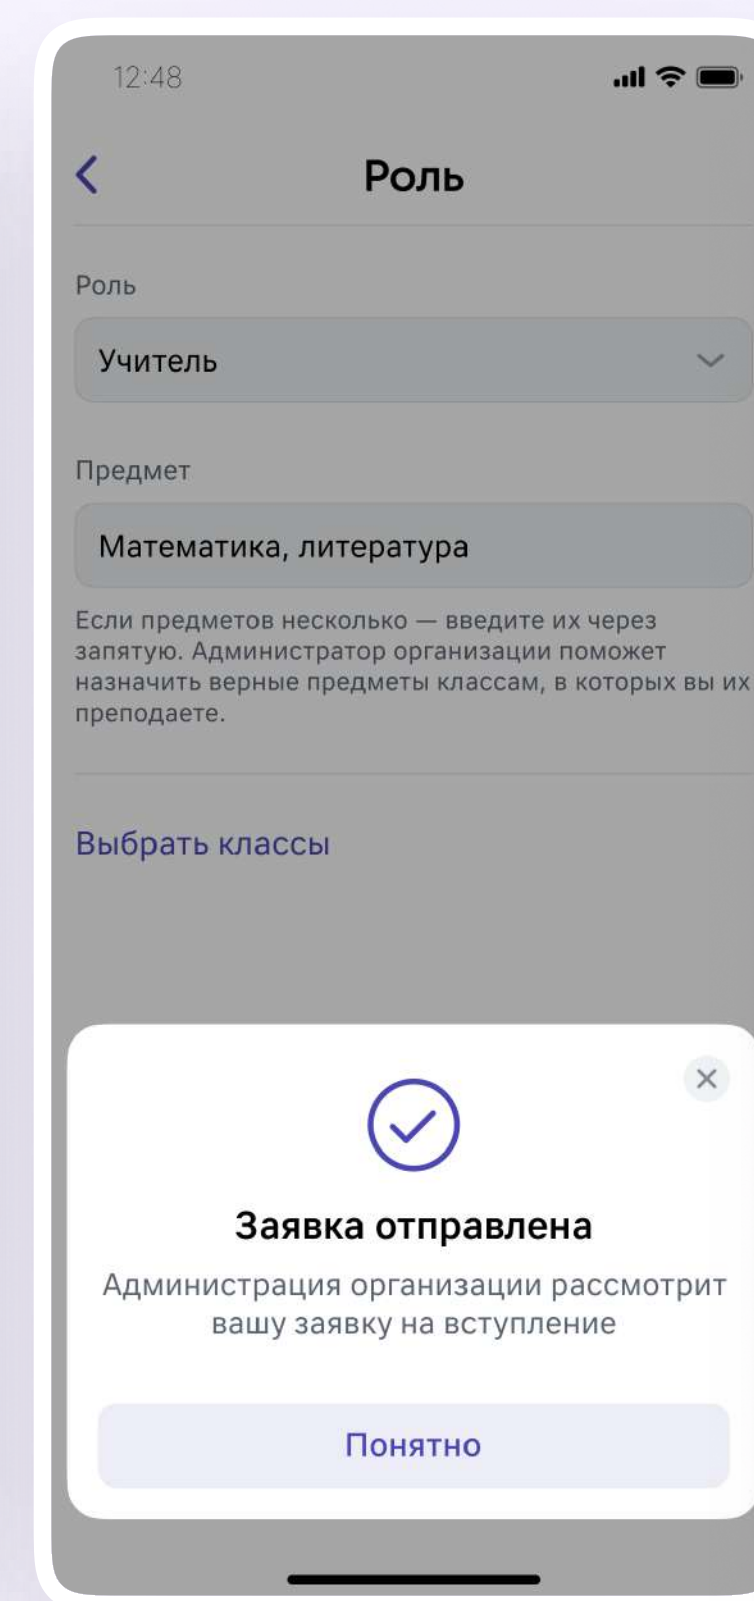 12:48
Роль
Роль
Учитель
Предмет
Математика, литература
Если предметов несколько — введите их через
запятую. Администратор организации поможет
назначить верные предметы классам, в которых вы их
преподаете.
Выбрать классы
Заявка отправлена
Администрация организации рассмотрит
вашу заявку на вступление
Понятно